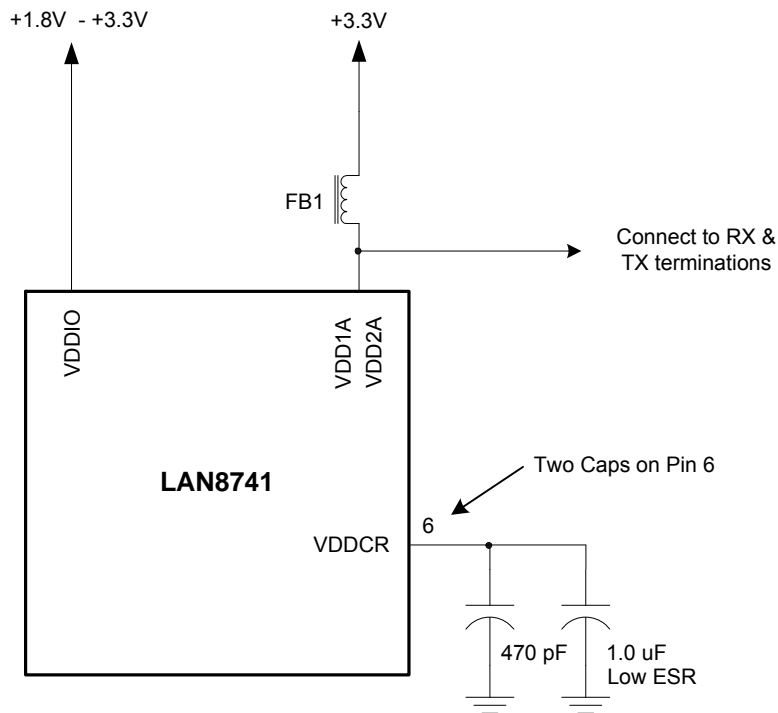 +1.8V - +3.3V
+3.3V
FB1
Connect to RX &
TX terminations
VDDIO
VDD1A
VDD2A
LAN8741
Two Caps on Pin 6
6
VDDCR
470 pF
1.0 uF
Low ESR